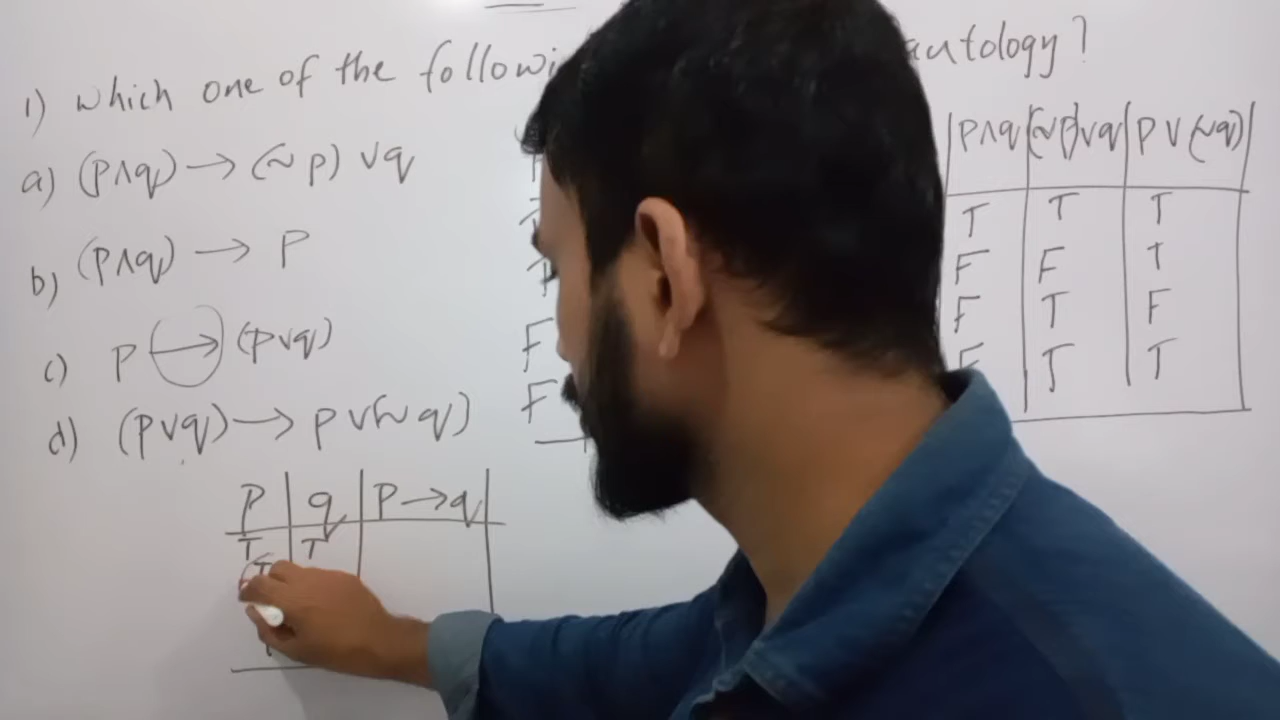 1) which one of the followi autology?
a) (p∧q) → (~p) ∨q
b) (p∧q) → P
c) P → (p∨q)
d) (p∨q) → p∨(~q)
p∧q (~p)∨q p∨(~q)
T T T
F F T
F T F
F T T
F
F
P q P→q
T T
T